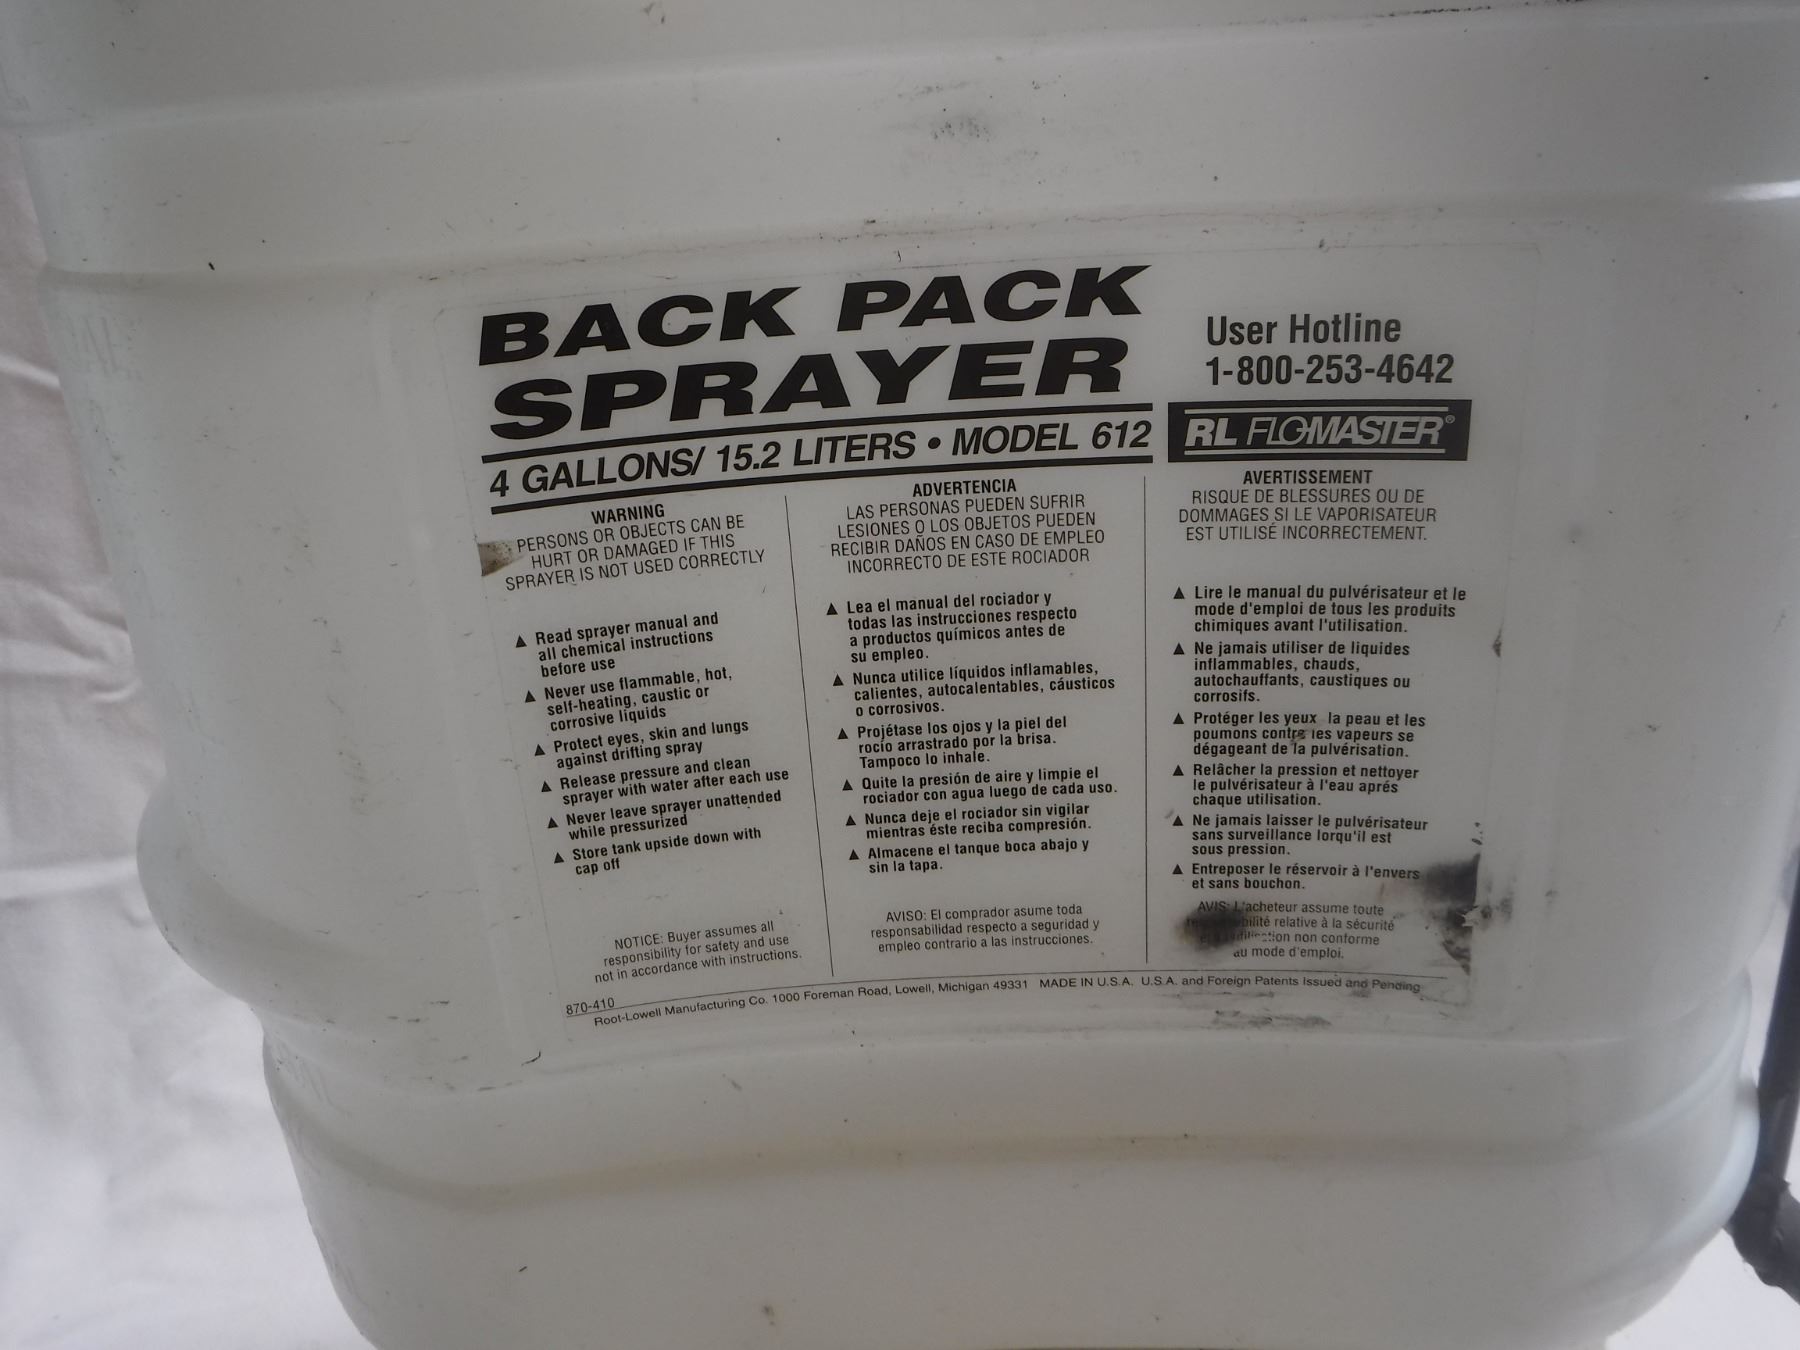 BACK PACK
SPRAYER
4 GALLONS/ 15.2 LITERS • MODEL 612
User Hotline
1-800-253-4642
RL FLOMASTER®
WARNING
PERSONS OR OBJECTS CAN BE
HURT OR DAMAGED IF THIS
SPRAYER IS NOT USED CORRECTLY
▲ Read sprayer manual and
all chemical instructions
before use
▲ Never use flammable, hot,
self-heating, caustic or
corrosive liquids
▲ Protect eyes, skin and lungs
against drifting spray
▲ Release pressure and clean
sprayer with water after each use
▲ Never leave sprayer unattended
while pressurized
▲ Store tank upside down with
cap off
NOTICE: Buyer assumes all
responsibility for safety and use
not in accordance with instructions.
ADVERTENCIA
LAS PERSONAS PUEDEN SUFRIR
LESIONES O LOS OBJETOS PUEDEN
RECIBIR DAÑOS EN CASO DE EMPLEO
INCORRECTO DE ESTE ROCIADOR
▲ Lea el manual del rociador y
todas las instrucciones respecto
a productos químicos antes de
su empleo.
▲ Nunca utilice líquidos inflamables,
calientes, autocalentables, cáusticos
o corrosivos.
▲ Projétase los ojos y la piel del
rocío arrastrado por la brisa.
Tampoco lo inhale.
▲ Quite la presión de aire y limpie el
rociador con agua luego de cada uso.
▲ Nunca deje el rociador sin vigilar
mientras éste reciba compresión.
▲ Almacene el tanque boca abajo y
sin la tapa.
AVISO: El comprador asume toda
responsabilidad respecto a seguridad y
empleo contrario a las instrucciones.
AVERTISSEMENT
RISQUE DE BLESSURES OU DE
DOMMAGES SI LE VAPORISATEUR
EST UTILISÉ INCORRECTEMENT.
▲ Lire le manual du pulvérisateur et le
mode d'emploi de tous les produits
chimiques avant l'utilisation.
▲ Ne jamais utiliser de liquides
inflammables, chauds,
autochauffants, caustiques ou
corrosifs.
▲ Protéger les yeux la peau et les
poumons contre les vapeurs se
dégageant de la pulvérisation.
▲ Relâcher la pression et nettoyer
le pulvérisateur à l'eau aprés
chaque utilisation.
▲ Ne jamais laisser le pulvérisateur
sans surveillance lorqu'il est
sous pression.
▲ Entreposer le réservoir à l'envers
et sans bouchon.
AVIS: L'acheteur assume toute
relative à la sécurité
non conforme
au mode d'emploi.
870-410
Root-Lowell Manufacturing Co. 1000 Foreman Road, Lowell, Michigan 49331 MADE IN U.S.A. U.S.A. and Foreign Patents Issued and Pending